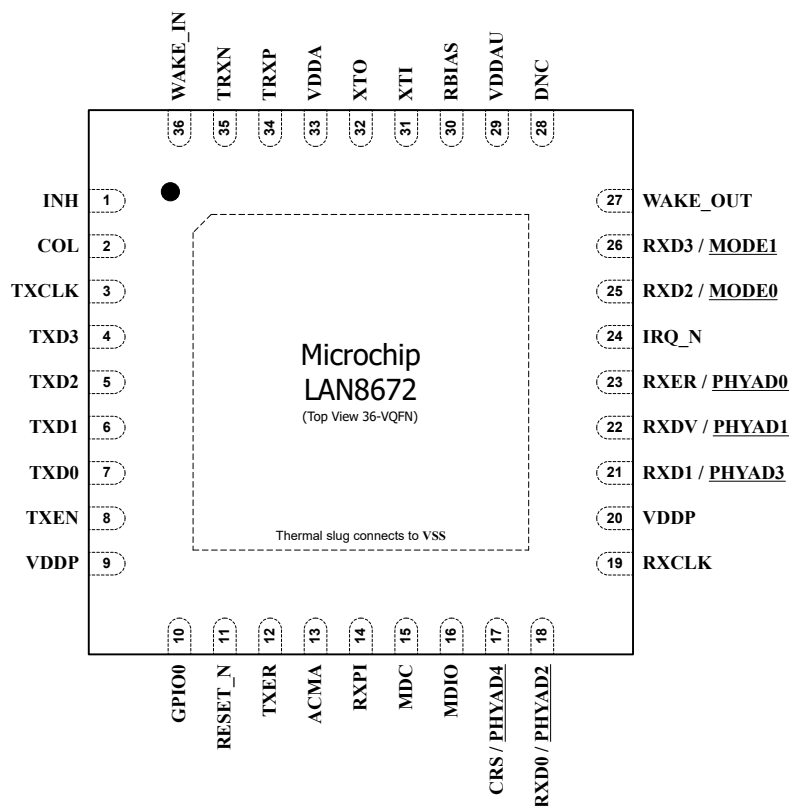 WAKE_IN
TRXN
TRXP
VDDA
XTO
XTI
RBIAS
VDDAU
DNC
36
35
34
33
32
31
30
29
28
INH 1
COL 2
TXCLK 3
TXD3 4
TXD2 5
TXD1 6
TXD0 7
TXEN 8
VDDP 9
Microchip
LAN8672
(Top View 36-VQFN)
Thermal slug connects to VSS
27 WAKE_OUT
26 RXD3 / MODE1
25 RXD2 / MODE0
24 IRQ_N
23 RXER / PHYAD0
22 RXDV / PHYAD1
21 RXD1 / PHYAD3
20 VDDP
19 RXCLK
10
11
12
13
14
15
16
17
18
GPIO0
RESET_N
TXER
ACMA
RXPI
MDC
MDIO
CRS / PHYAD4
RXD0 / PHYAD2